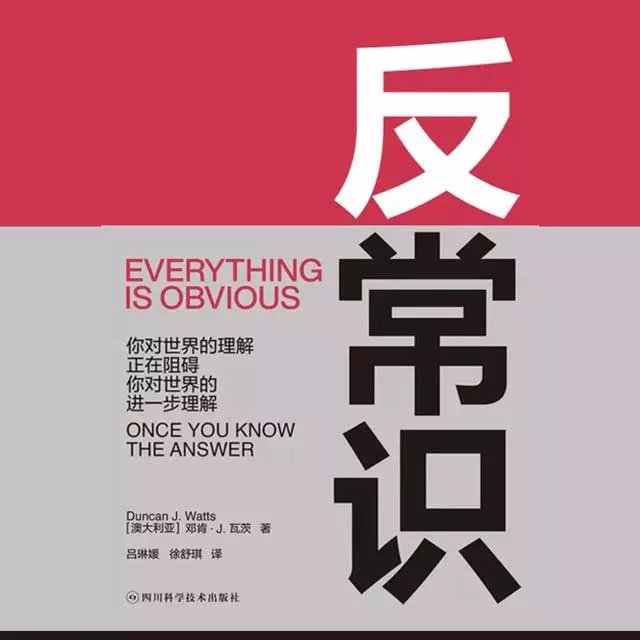 反常识
EVERYTHING
IS OBVIOUS
你对世界的理解
正在阻碍
你对世界的
进一步理解
ONCE YOU KNOW
THE ANSWER
Duncan J. Watts
[澳大利亚] 邓肯·J. 瓦茨 著
吕琳媛 徐舒琪 译
四川科学技术出版社